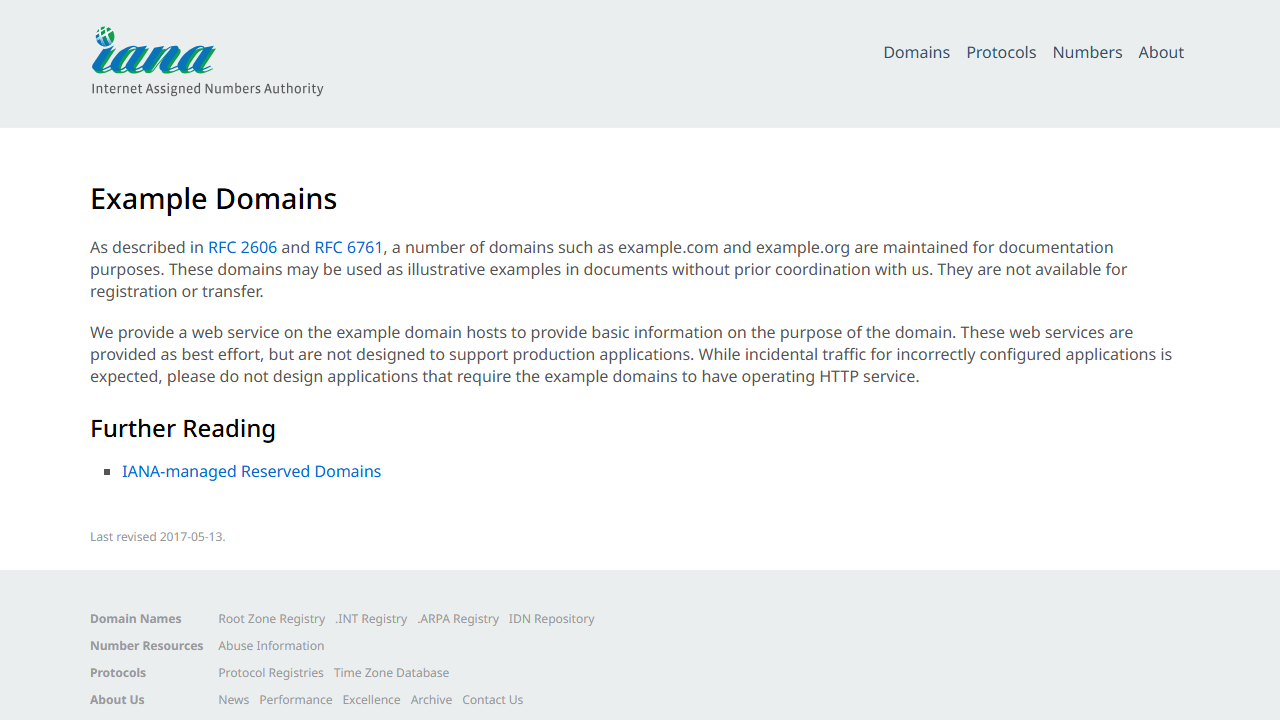 iana
Internet Assigned Numbers Authority
Domains Protocols Numbers About
Example Domains
As described in RFC 2606 and RFC 6761, a number of domains such as example.com and example.org are maintained for documentation
purposes. These domains may be used as illustrative examples in documents without prior coordination with us. They are not available for
registration or transfer.
We provide a web service on the example domain hosts to provide basic information on the purpose of the domain. These web services are
provided as best effort, but are not designed to support production applications. While incidental traffic for incorrectly configured applications is
expected, please do not design applications that require the example domains to have operating HTTP service.
Further Reading
IANA-managed Reserved Domains
Last revised 2017-05-13.
Domain Names Root Zone Registry .INT Registry .ARPA Registry IDN Repository
Number Resources Abuse Information
Protocols Protocol Registries Time Zone Database
About Us News Performance Excellence Archive Contact Us